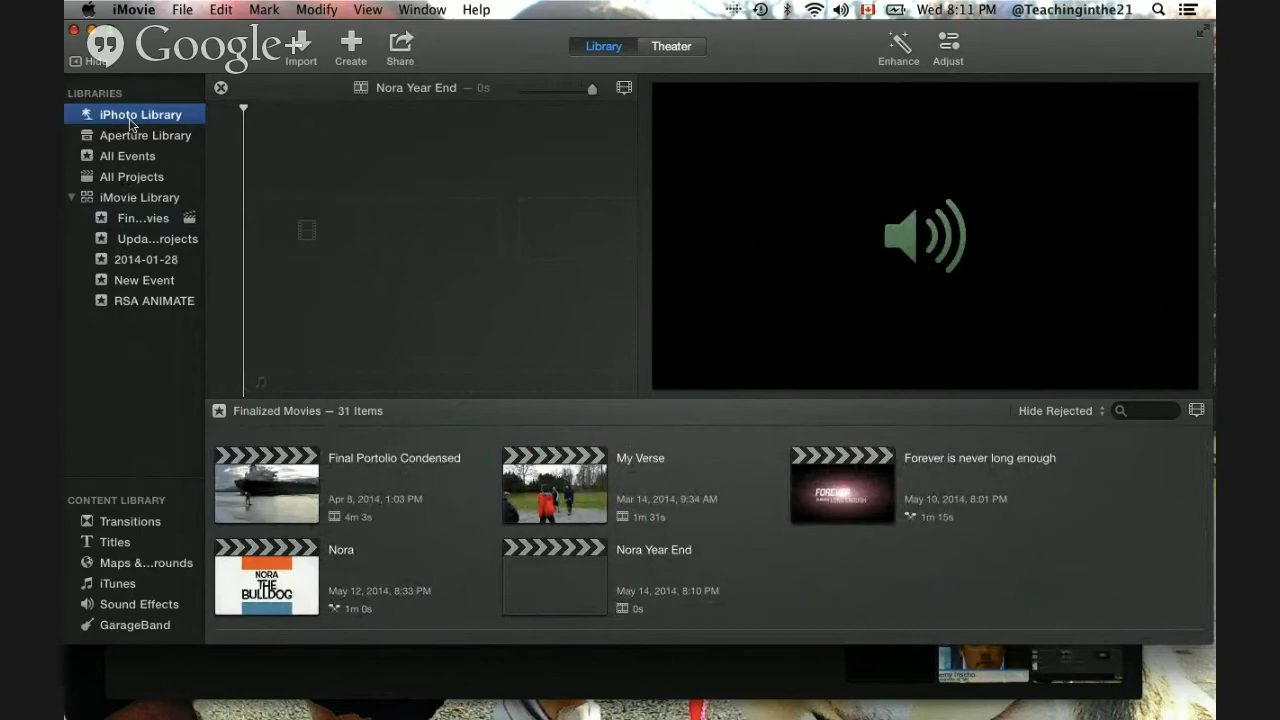 iMovie File Edit Mark Modify View Window Help Wed 8:11 PM @Teachinginthe21
Google+
Hide Import Create Share Library Theater Enhance Adjust
LIBRARIES
iPhoto Library
Aperture Library
All Events
All Projects
iMovie Library
Fin...vies
Upda...rojects
2014-01-28
New Event
RSA ANIMATE
CONTENT LIBRARY
Transitions
Titles
Maps &...rounds
iTunes
Sound Effects
GarageBand
Nora Year End – 0s
Finalized Movies – 31 Items Hide Rejected
Final Portolio Condensed
Apr 8, 2014, 1:03 PM
4m 3s
My Verse
Mar 14, 2014, 9:34 AM
1m 31s
FOREVER
Forever is never long enough
May 10, 2014, 8:01 PM
1m 15s
NORA
THE
BULLDOG
Nora
May 12, 2014, 8:33 PM
1m 0s
Nora Year End
May 14, 2014, 8:10 PM
0s